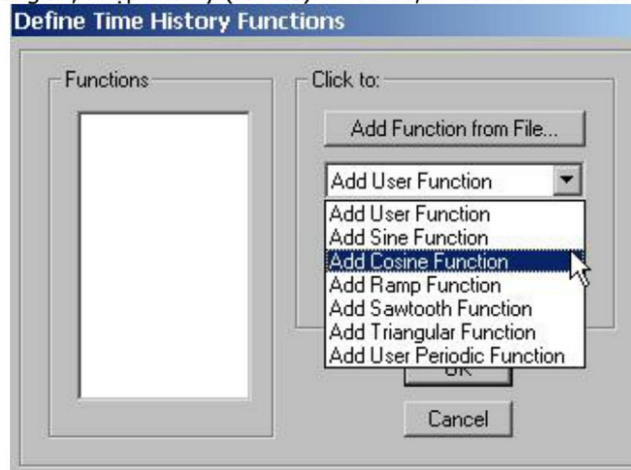 Define Time History Functions
Functions
Click to:
Add Function from File...
Add User Function
Add User Function
Add Sine Function
Add Cosine Function
Add Ramp Function
Add Sawtooth Function
Add Triangular Function
Add User Periodic Function
OK
Cancel